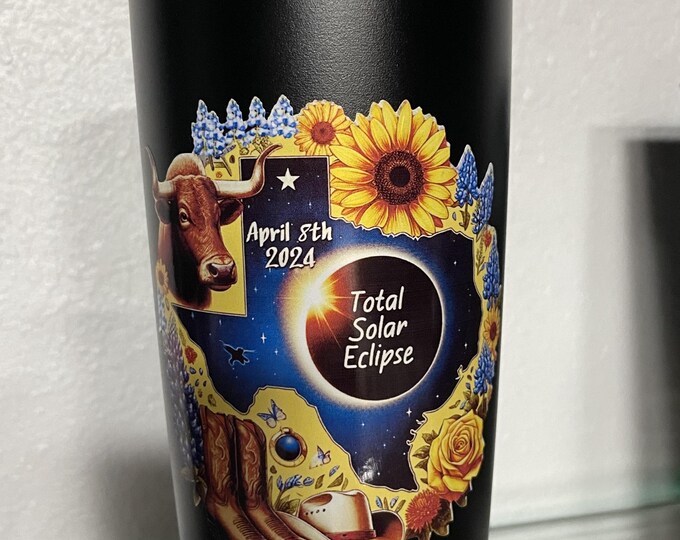 April 8th
2024
Total
Solar
Eclipse